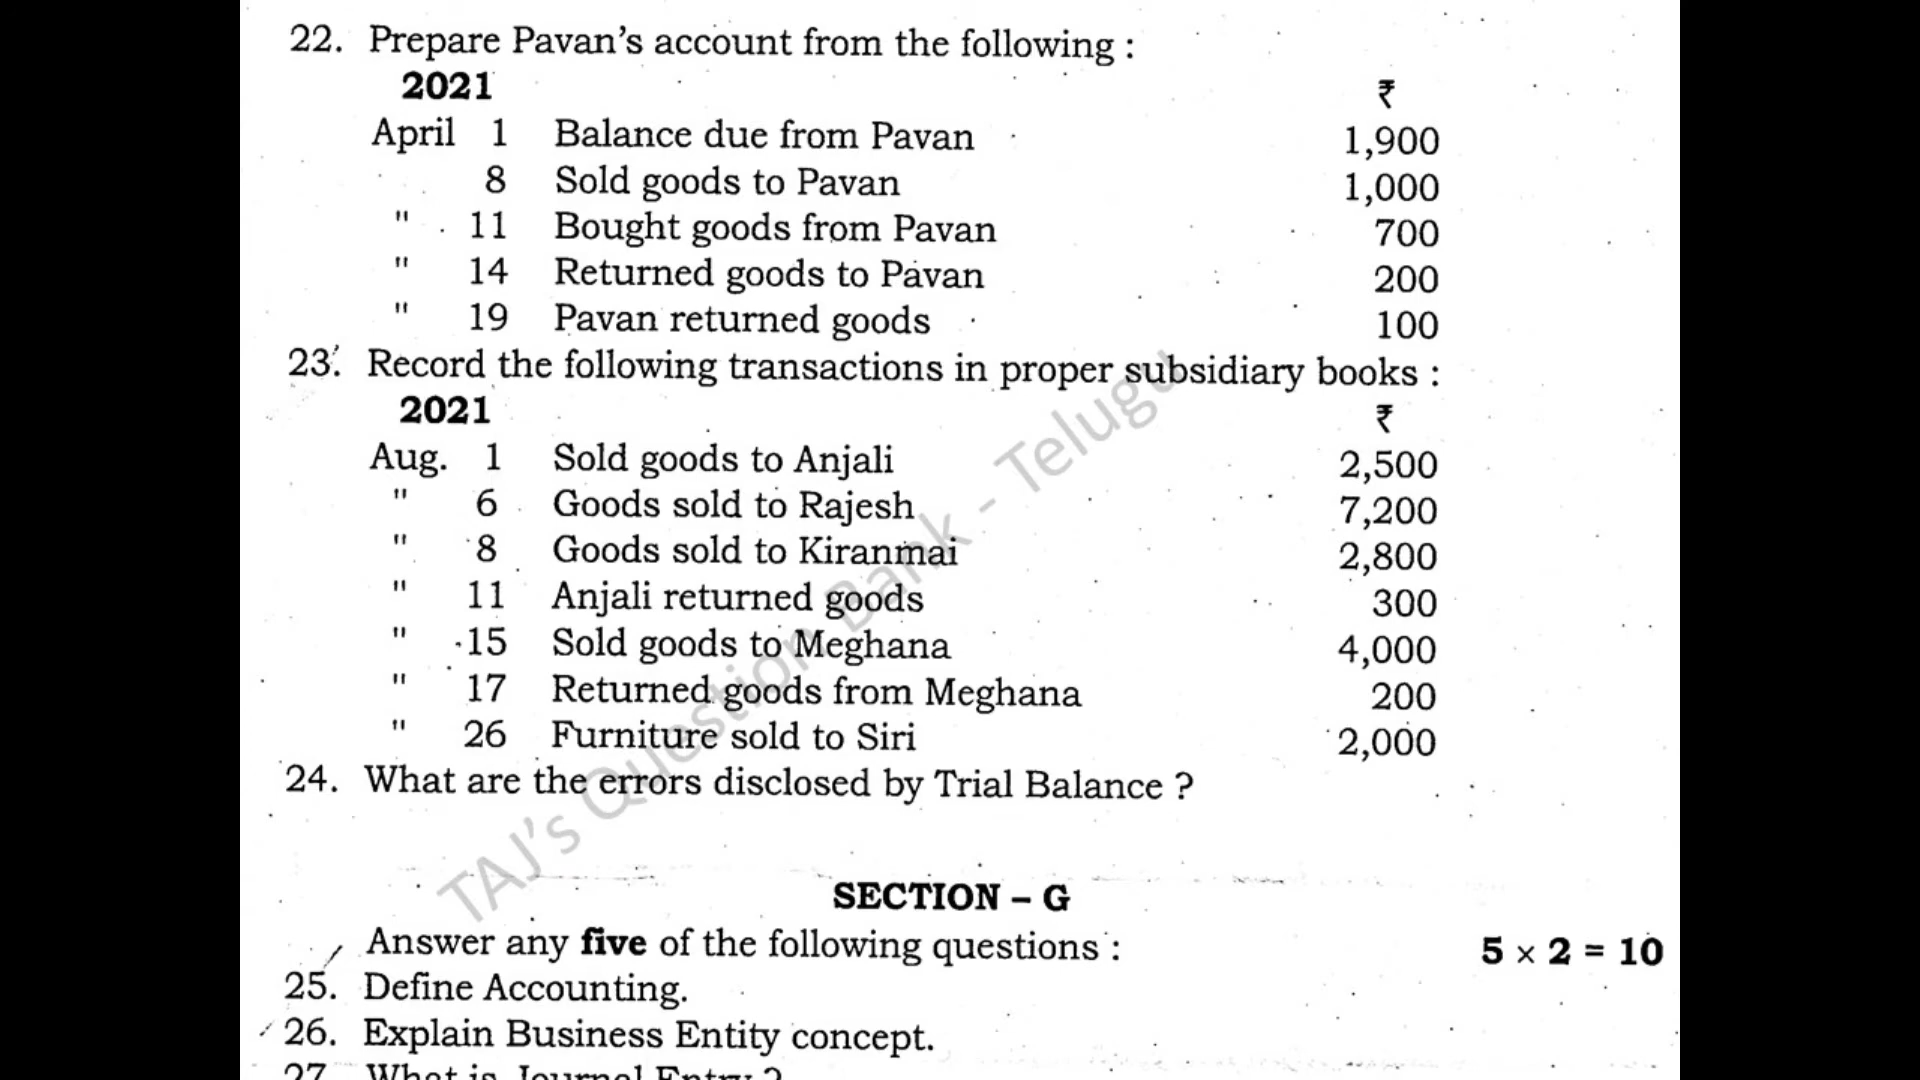 22. Prepare Pavan's account from the following :
2021 ₹
April 1 Balance due from Pavan 1,900
8 Sold goods to Pavan 1,000
" 11 Bought goods from Pavan 700
" 14 Returned goods to Pavan 200
" 19 Pavan returned goods 100
23. Record the following transactions in proper subsidiary books :
2021 ₹
Aug. 1 Sold goods to Anjali 2,500
" 6 Goods sold to Rajesh 7,200
" 8 Goods sold to Kiranmai 2,800
" 11 Anjali returned goods 300
" 15 Sold goods to Meghana 4,000
" 17 Returned goods from Meghana 200
" 26 Furniture sold to Siri 2,000
24. What are the errors disclosed by Trial Balance ?
TAJ's Question Bank - Telugu
SECTION – G
Answer any five of the following questions : 5 × 2 = 10
25. Define Accounting.
26. Explain Business Entity concept.
27. What is Journal Entry ?